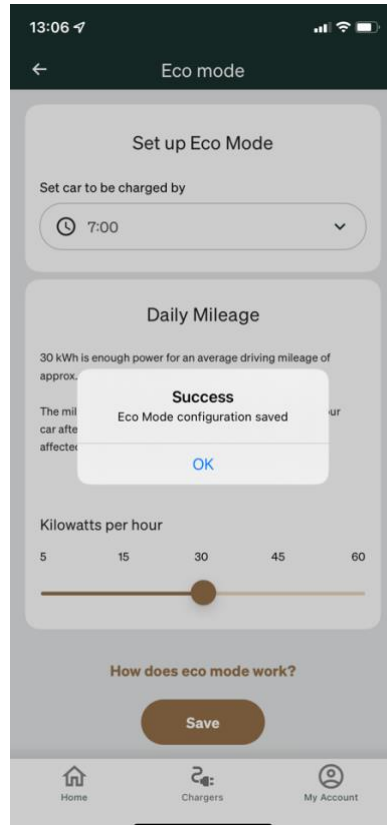 13:06
Eco mode
Set up Eco Mode
Set car to be charged by
7:00
Daily Mileage
30 kWh is enough power for an average driving mileage of
approx.
The mil
ur
car afte
affecte
Success
Eco Mode configuration saved
OK
Kilowatts per hour
5 15 30 45 60
How does eco mode work?
Save
Home Chargers My Account